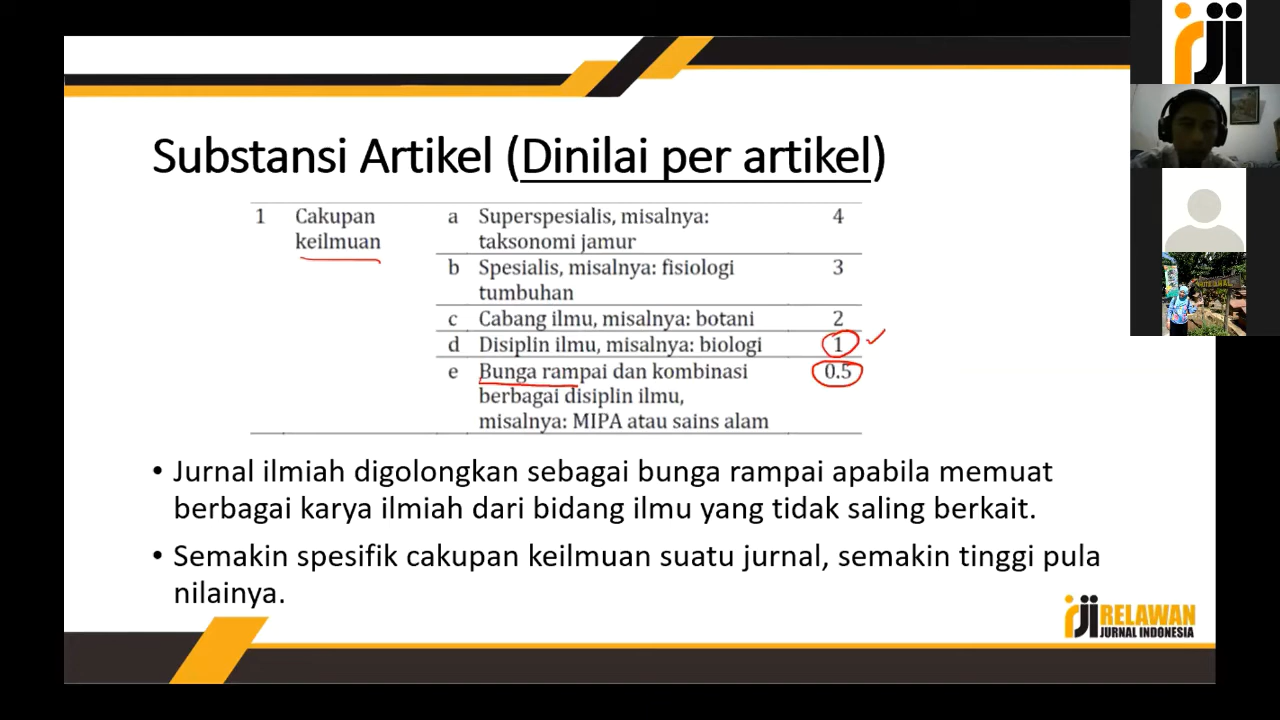 rji
Substansi Artikel (Dinilai per artikel)
1 Cakupan keilmuan
a Superspesialis, misalnya: taksonomi jamur 4
b Spesialis, misalnya: fisiologi tumbuhan 3
c Cabang ilmu, misalnya: botani 2
d Disiplin ilmu, misalnya: biologi 1
e Bunga rampai dan kombinasi berbagai disiplin ilmu, misalnya: MIPA atau sains alam 0.5
• Jurnal ilmiah digolongkan sebagai bunga rampai apabila memuat
berbagai karya ilmiah dari bidang ilmu yang tidak saling berkait.
• Semakin spesifik cakupan keilmuan suatu jurnal, semakin tinggi pula
nilainya.
rji RELAWAN
JURNAL INDONESIA